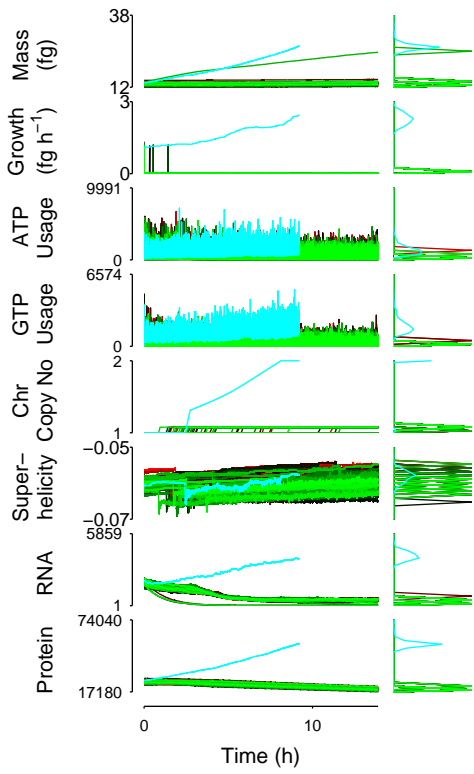 38
Mass
(fg)
12
3
Growth
(fg h⁻¹)
0
9991
ATP
Usage
0
6574
GTP
Usage
0
2
Chr
Copy No
1
−0.05
Super−
helicity
−0.07
5859
RNA
1
74040
Protein
17180
0 10
Time (h)